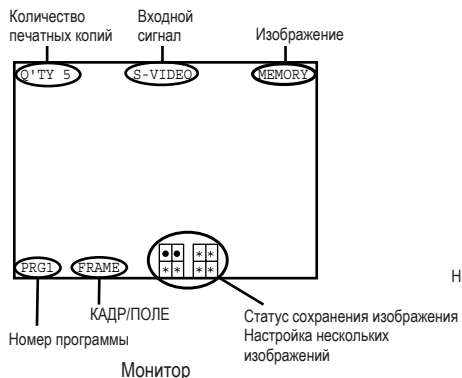 Количество
печатных копий
Входной
сигнал
Изображение
Q'TY 5
S-VIDEO
MEMORY
●● **
** **
PRG1
FRAME
Н
КАДР/ПОЛЕ
Номер программы
Статус сохранения изображения
Настройка нескольких
изображений
Монитор